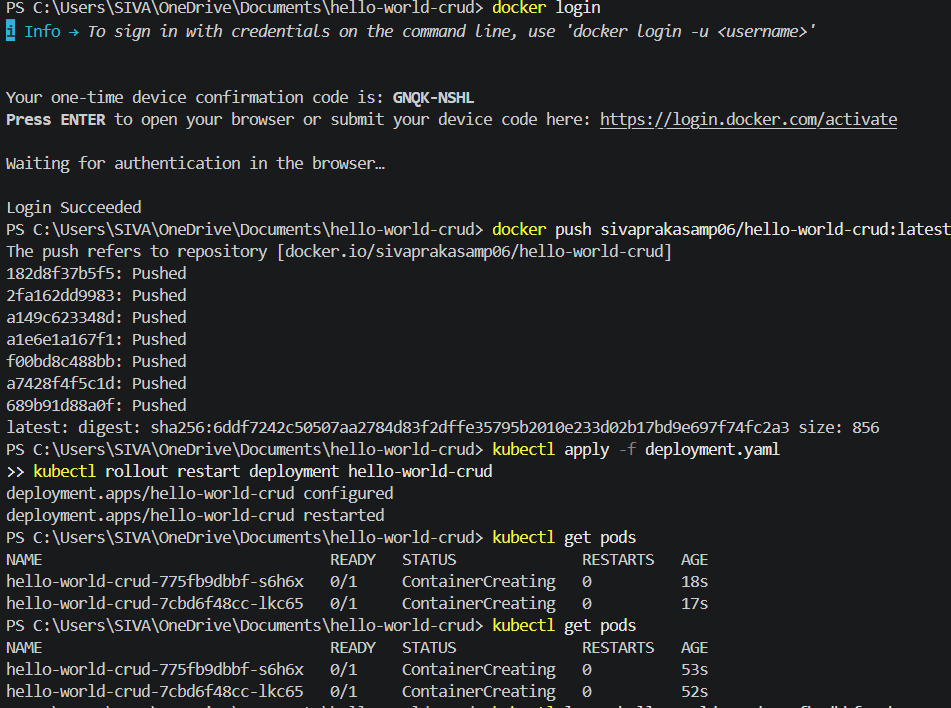 PS C:\Users\SIVA\OneDrive\Documents\hello-world-crud> docker login
i Info → To sign in with credentials on the command line, use 'docker login -u <username>'
Your one-time device confirmation code is: GNQK-NSHL
Press ENTER to open your browser or submit your device code here: https://login.docker.com/activate
Waiting for authentication in the browser…
Login Succeeded
PS C:\Users\SIVA\OneDrive\Documents\hello-world-crud> docker push sivaprakasamp06/hello-world-crud:latest
The push refers to repository [docker.io/sivaprakasamp06/hello-world-crud]
182d8f37b5f5: Pushed
2fa162dd9983: Pushed
a149c623348d: Pushed
a1e6e1a167f1: Pushed
f00bd8c488bb: Pushed
a7428f4f5c1d: Pushed
689b91d88a0f: Pushed
latest: digest: sha256:6ddf7242c50507aa2784d83f2dffe35795b2010e233d02b17bd9e697f74fc2a3 size: 856
PS C:\Users\SIVA\OneDrive\Documents\hello-world-crud> kubectl apply -f deployment.yaml
>> kubectl rollout restart deployment hello-world-crud
deployment.apps/hello-world-crud configured
deployment.apps/hello-world-crud restarted
PS C:\Users\SIVA\OneDrive\Documents\hello-world-crud> kubectl get pods
NAME READY STATUS RESTARTS AGE
hello-world-crud-775fb9dbbf-s6h6x 0/1 ContainerCreating 0 18s
hello-world-crud-7cbd6f48cc-lkc65 0/1 ContainerCreating 0 17s
PS C:\Users\SIVA\OneDrive\Documents\hello-world-crud> kubectl get pods
NAME READY STATUS RESTARTS AGE
hello-world-crud-775fb9dbbf-s6h6x 0/1 ContainerCreating 0 53s
hello-world-crud-7cbd6f48cc-lkc65 0/1 ContainerCreating 0 52s